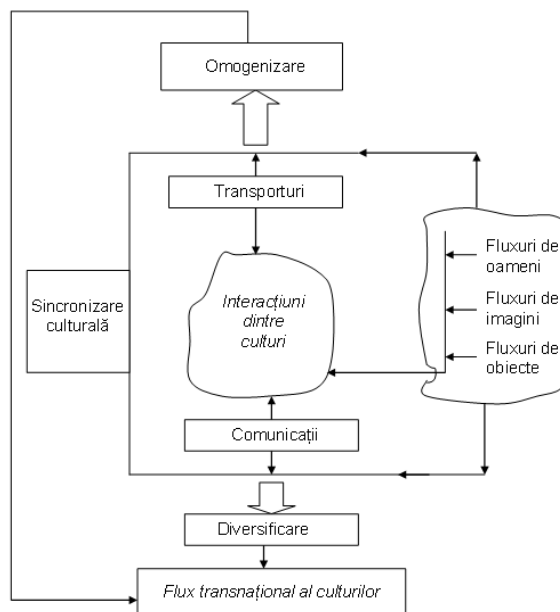 Omogenizare
Transporturi
Fluxuri de
oameni
Sincronizare
culturală
Interacțiuni
dintre
culturi
Fluxuri de
imagini
Fluxuri de
obiecte
Comunicații
Diversificare
Flux transnațional al culturilor